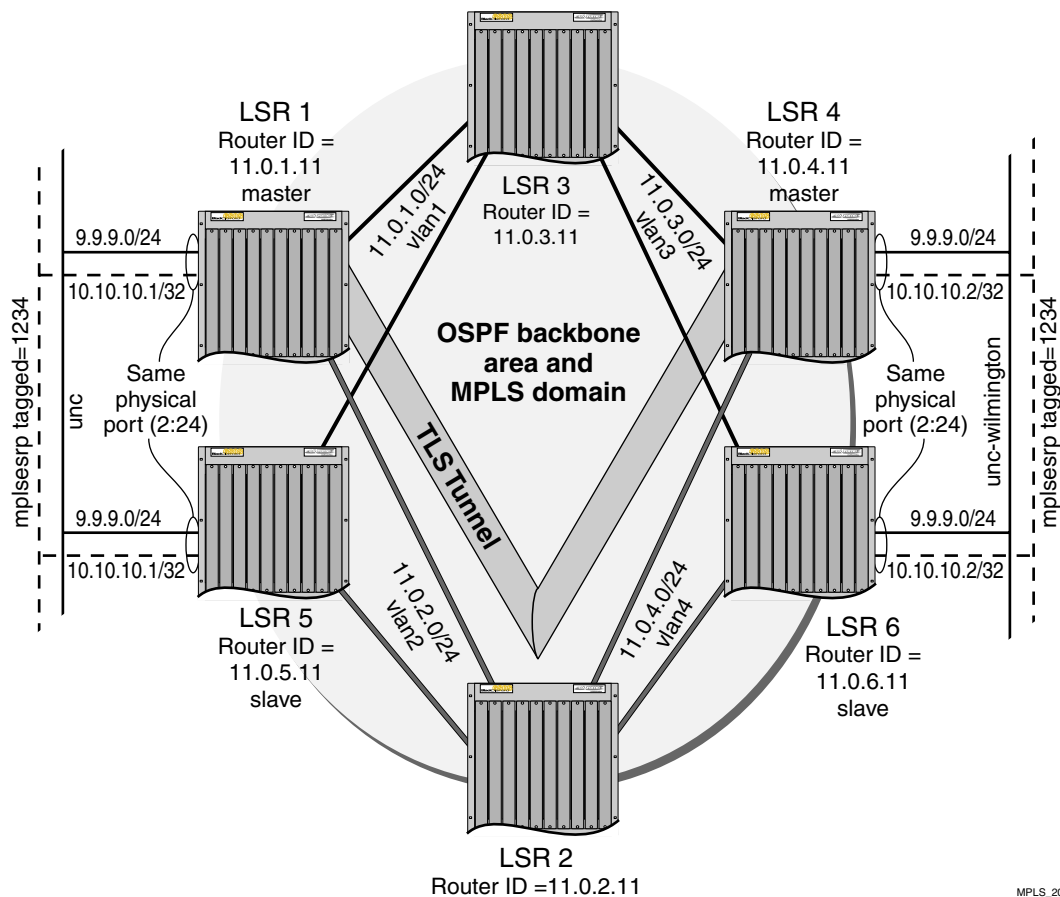 LSR 1
Router ID =
11.0.1.11
master
LSR 3
Router ID =
11.0.3.11
LSR 4
Router ID =
11.0.4.11
master
11.0.1.0/24
vlan1
11.0.3.0/24
vlan3
9.9.9.0/24
10.10.10.1/32
9.9.9.0/24
10.10.10.2/32
OSPF backbone
area and
MPLS domain
mplsesrp tagged=1234
unc
Same
physical
port (2:24)
TLS Tunnel
Same
physical
port (2:24)
unc-wilmington
mplsesrp tagged=1234
9.9.9.0/24
10.10.10.1/32
9.9.9.0/24
10.10.10.2/32
11.0.2.0/24
vlan2
11.0.4.0/24
vlan4
LSR 5
Router ID =
11.0.5.11
slave
LSR 6
Router ID =
11.0.6.11
slave
LSR 2
Router ID =11.0.2.11